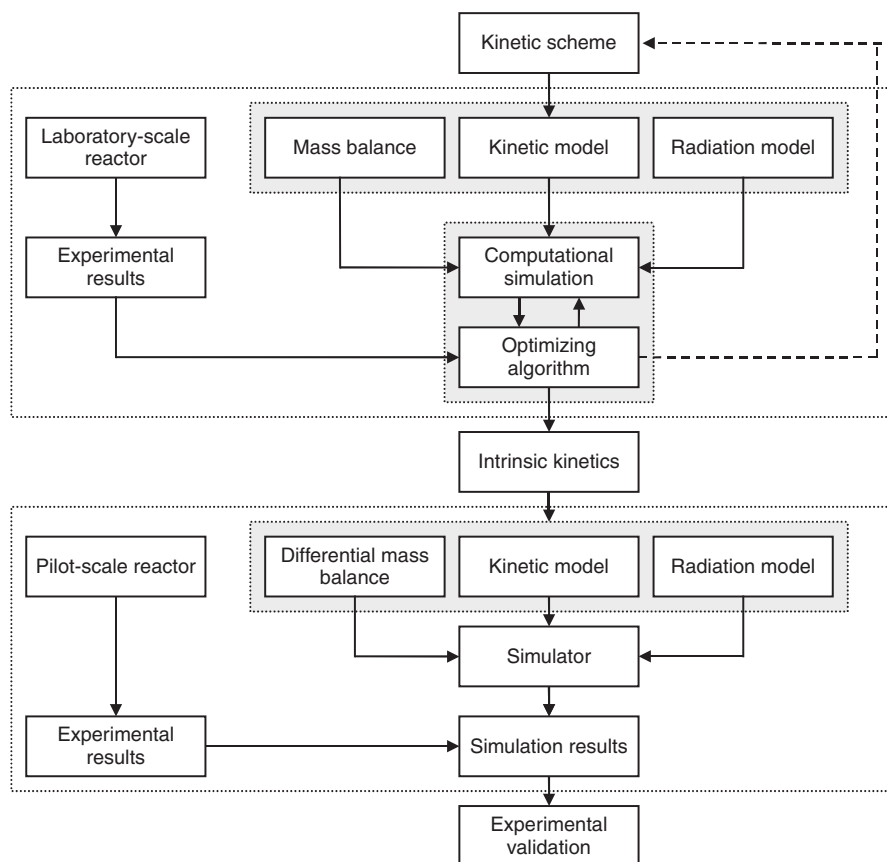 Kinetic scheme
Laboratory-scale
reactor
Mass balance
Kinetic model
Radiation model
Experimental
results
Computational
simulation
Optimizing
algorithm
Intrinsic kinetics
Pilot-scale reactor
Differential mass
balance
Kinetic model
Radiation model
Simulator
Experimental
results
Simulation results
Experimental
validation